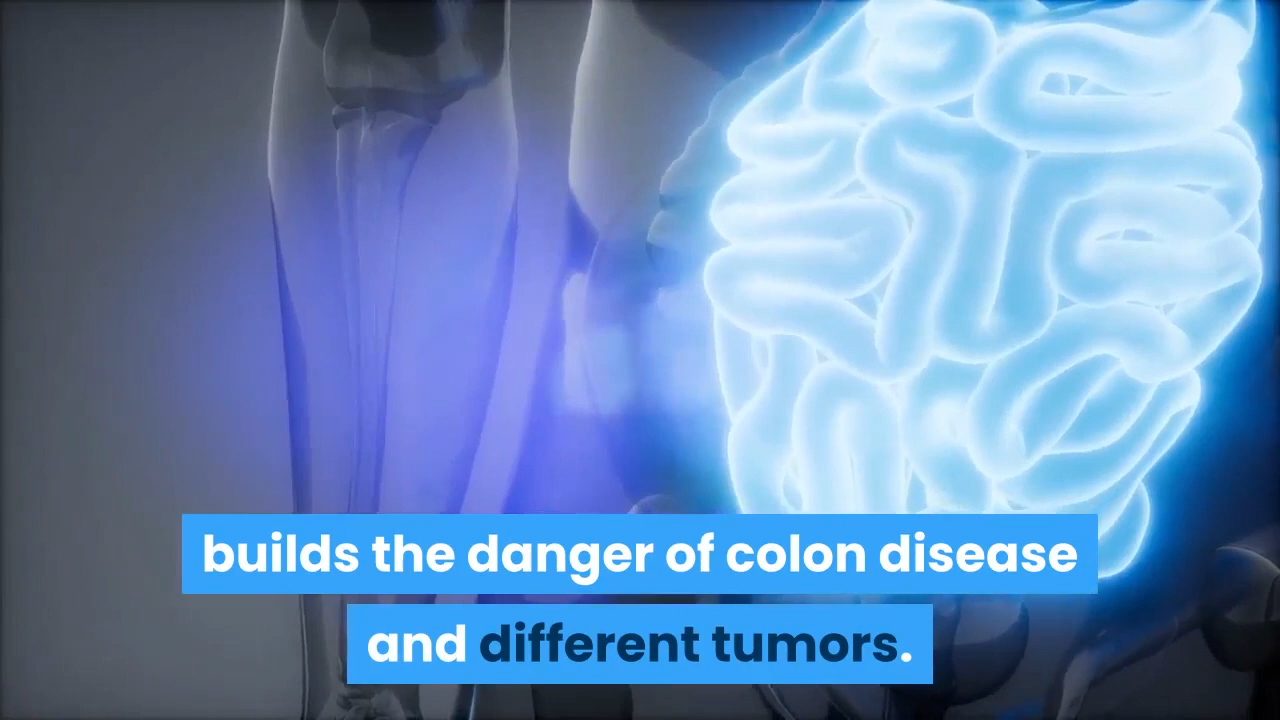 builds the danger of colon disease
and different tumors.